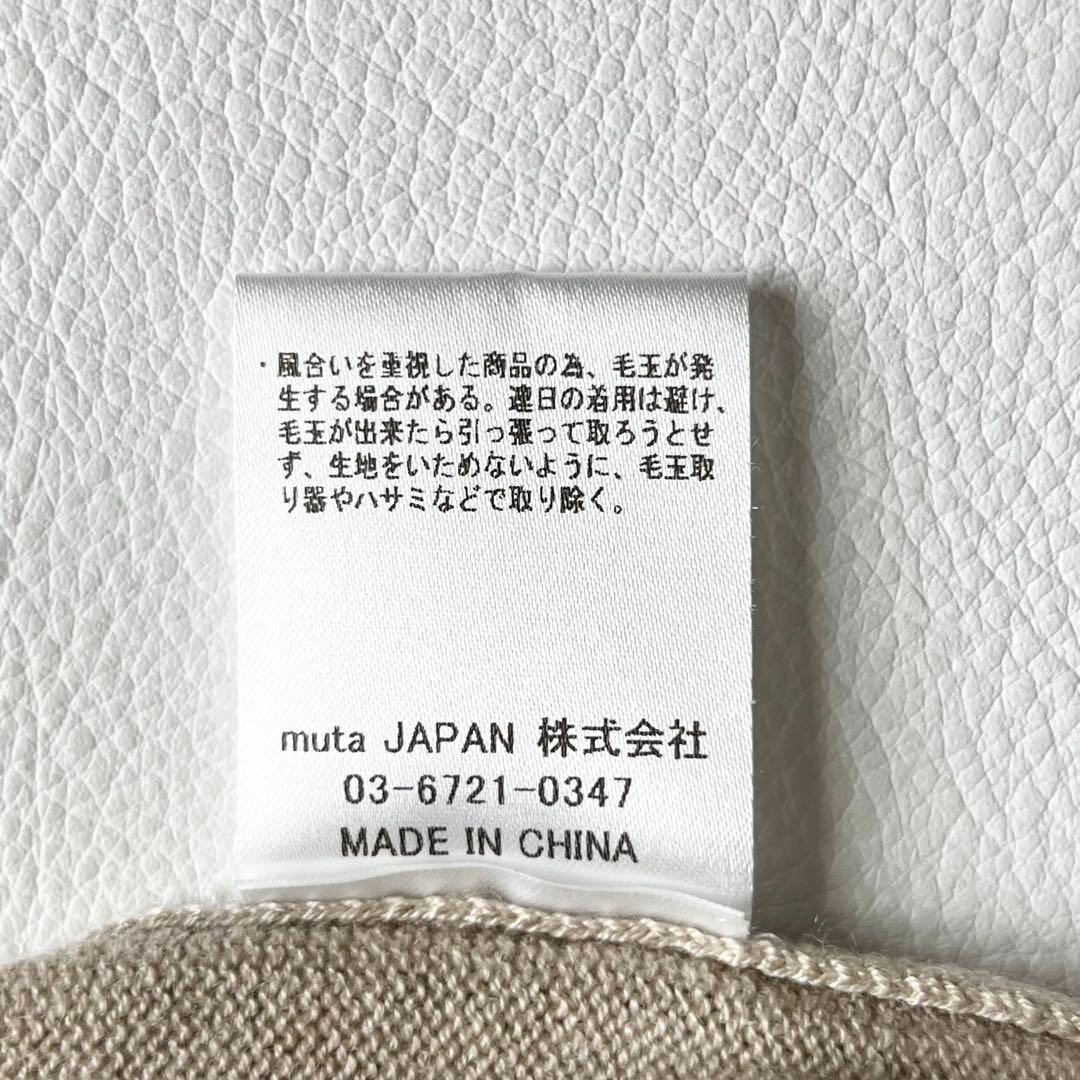 ・風合いを重視した商品の為、毛玉が発
生する場合がある。連日の着用は避け、
毛玉が出来たら引っ張って取ろうとせ
ず、生地をいためないように、毛玉取
り器やハサミなどで取り除く。
muta JAPAN 株式会社
03-6721-0347
MADE IN CHINA